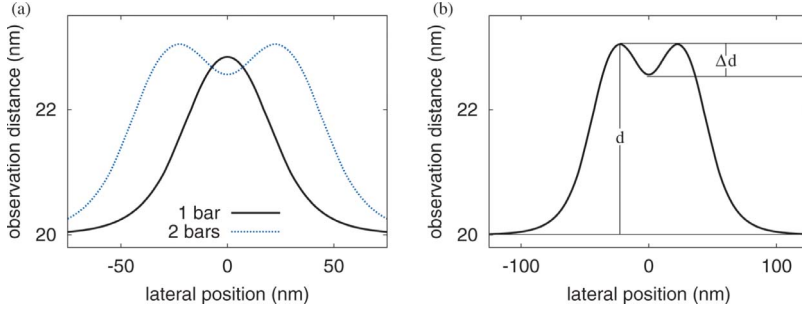 (a)
observation distance (nm)
22
20
1 bar
2 bars
-50
0
50
lateral position (nm)
(b)
observation distance (nm)
22
20
d
Δd
-100
0
100
lateral position (nm)